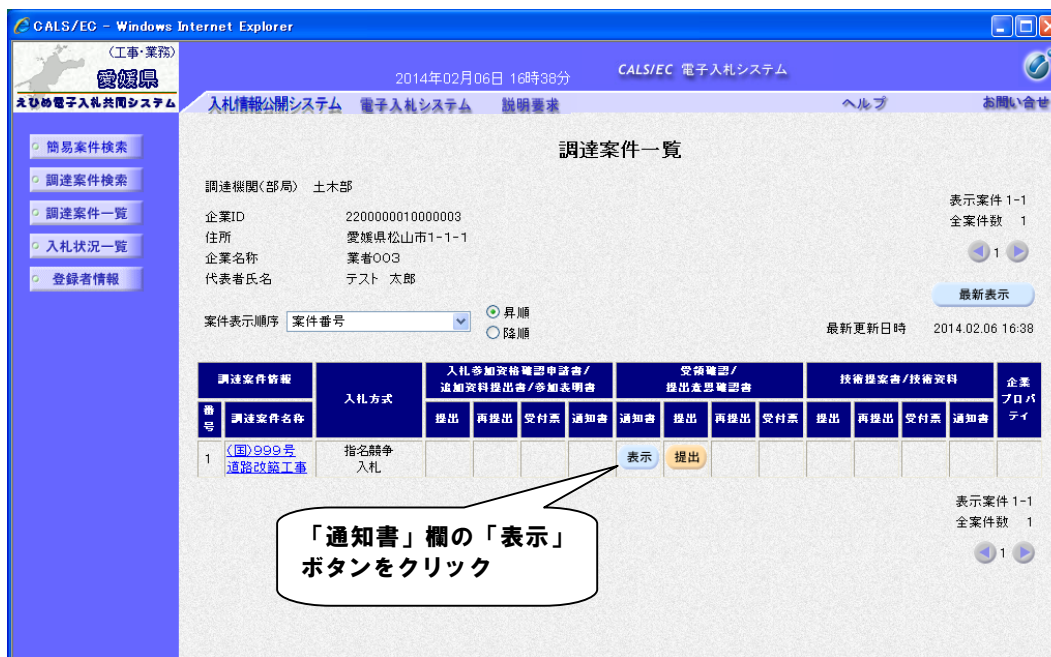 CALS/EC - Windows Internet Explorer
（工事・業務）
愛媛県
えひめ電子入札共同システム
2014年02月06日 16時38分
CALS/EC 電子入札システム
入札情報公開システム 電子入札システム 説明要求 ヘルプ お問い合せ
簡易案件検索
調達案件検索
調達案件一覧
入札状況一覧
登録者情報
調達案件一覧
調達機関(部局) 土木部
企業ID 2200000010000003
住所 愛媛県松山市1-1-1
企業名称 業者003
代表者氏名 テスト 太郎
表示案件 1-1
全案件数 1
1
最新表示
案件表示順序 案件番号
昇順
降順
最新更新日時 2014.02.06 16:38
調達案件情報 入札方式 入札参加資格確認申請書/追加資料提出書/参加表明書 受領確認/提出意思確認書 技術提案書/技術資料 企業プロパティ
番号 調達案件名称 提出 再提出 受付票 通知書 通知書 提出 再提出 受付票 提出 再提出 受付票 通知書
1 (国)999号道路改築工事 指名競争入札 表示 提出
表示案件 1-1
全案件数 1
1
「通知書」欄の「表示」
ボタンをクリック